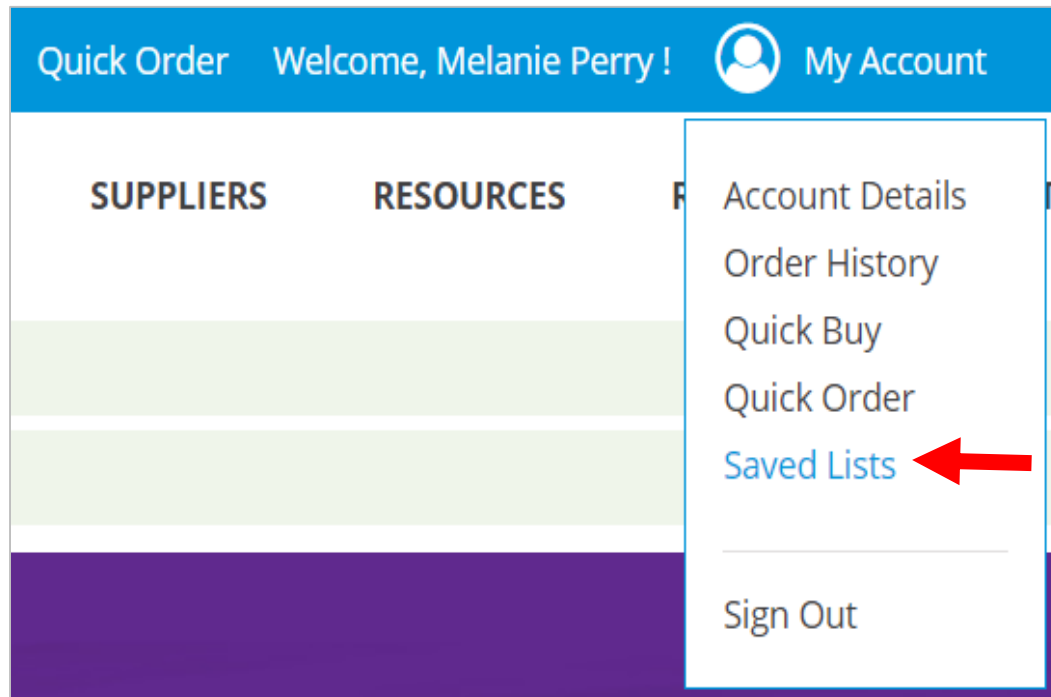 Quick Order Welcome, Melanie Perry ! My Account
SUPPLIERS RESOURCES
Account Details
Order History
Quick Buy
Quick Order
Saved Lists
Sign Out